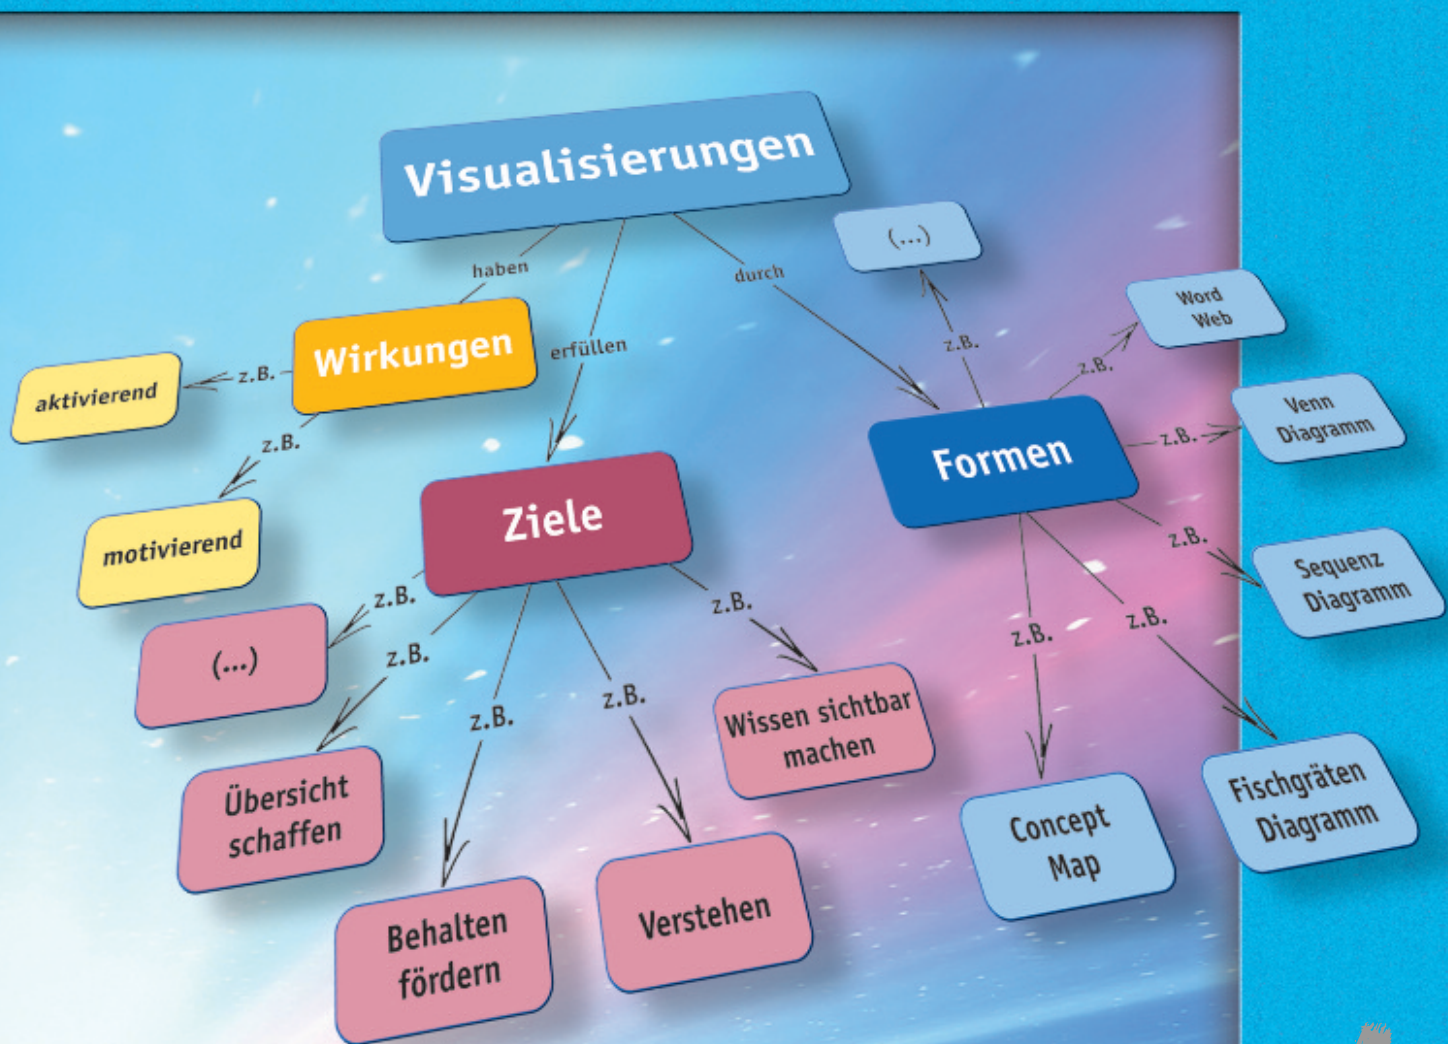 Visualisierungen
haben
erfüllen
durch
Wirkungen
z.B.
aktivierend
z.B.
motivierend
Ziele
z.B.
(...)
z.B.
Übersicht
schaffen
z.B.
Behalten
fördern
z.B.
Verstehen
z.B.
Wissen sichtbar
machen
Formen
z.B.
(...)
z.B.
Word
Web
z.B.
Venn
Diagramm
z.B.
Sequenz
Diagramm
z.B.
Fischgräten
Diagramm
z.B.
Concept
Map